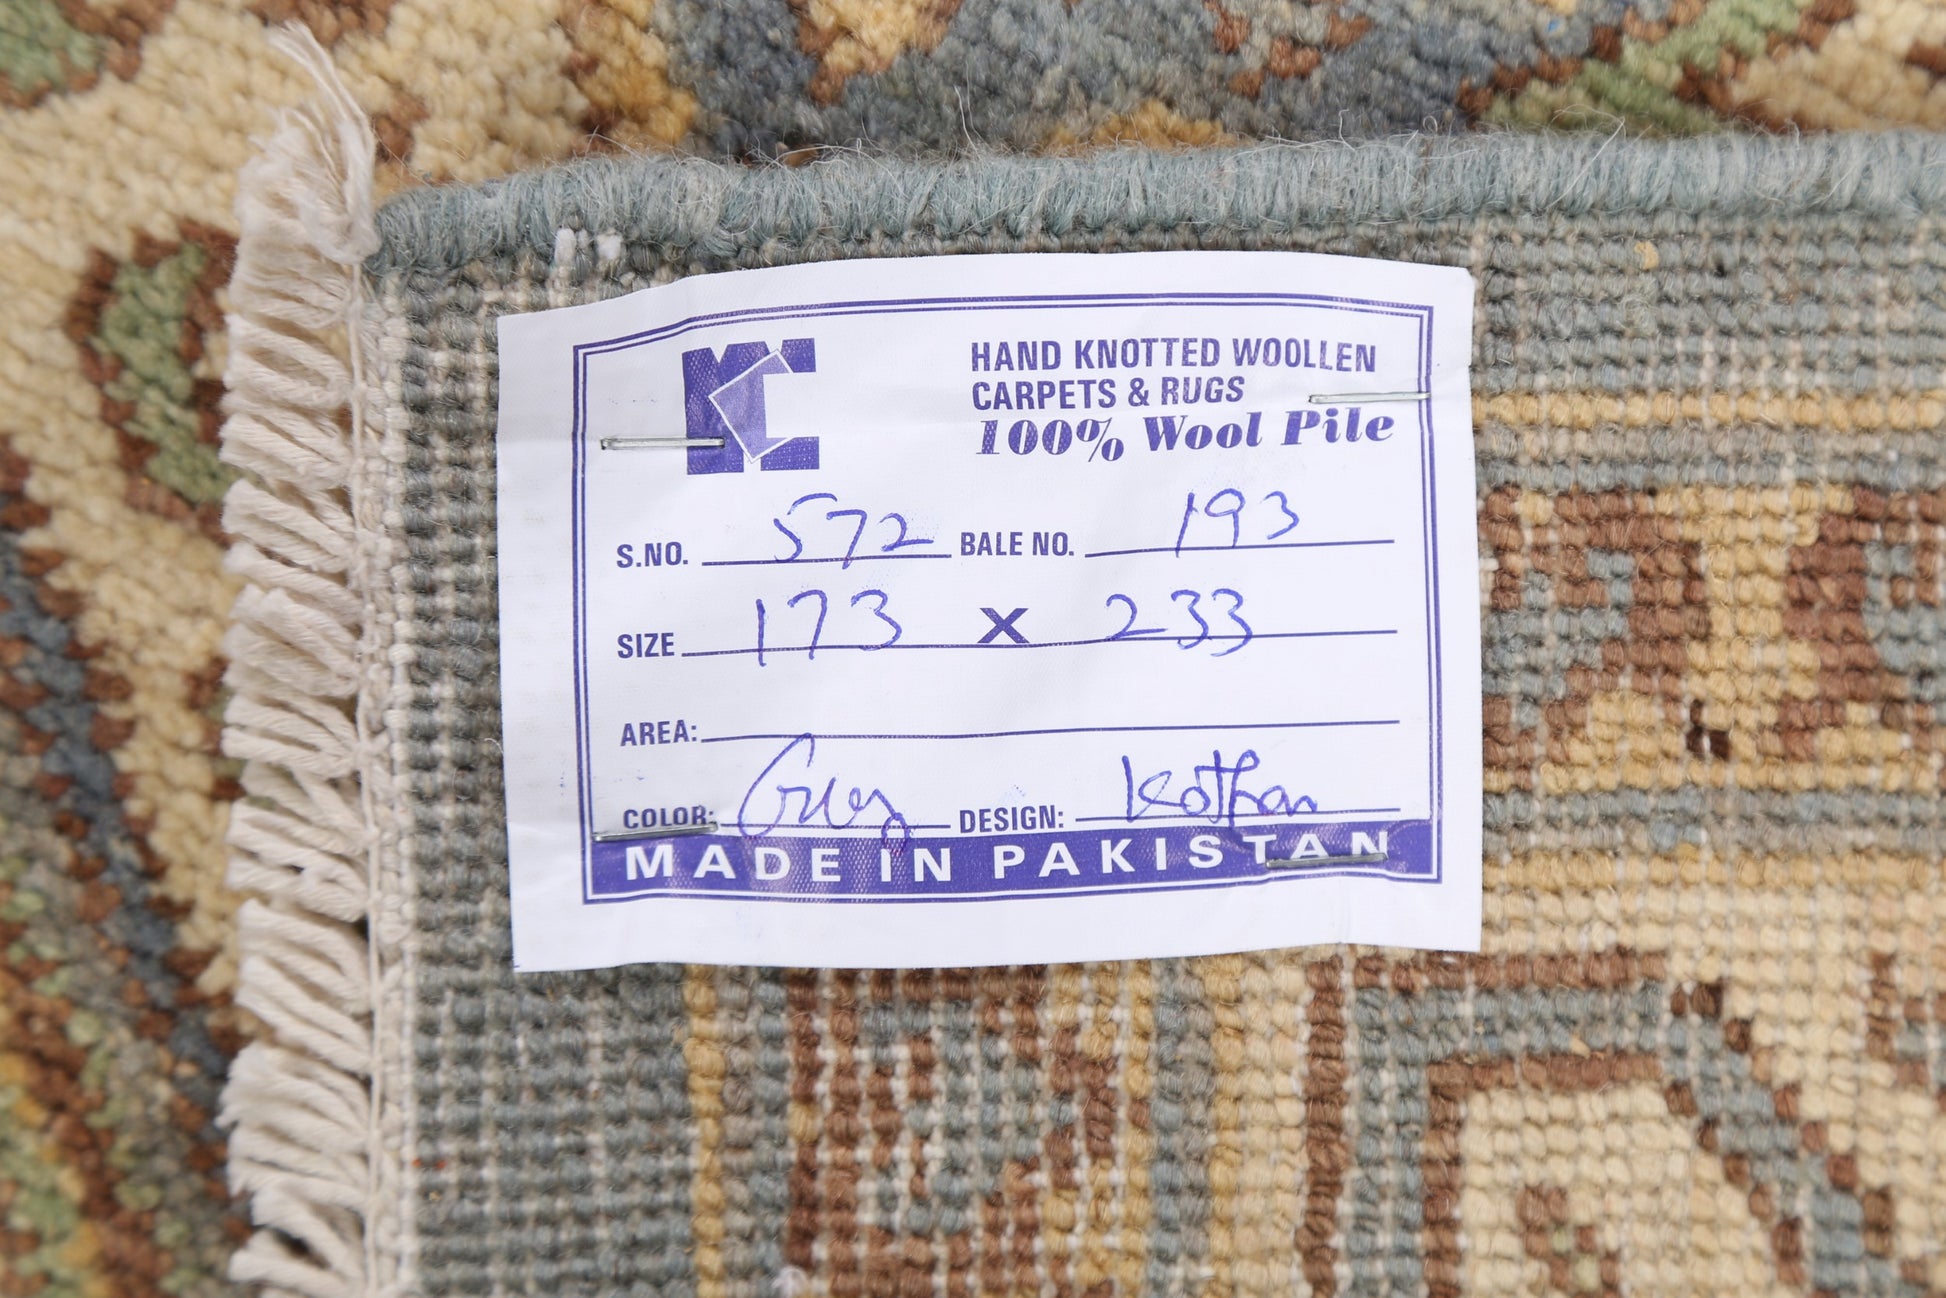 HAND KNOTTED WOOLLEN
CARPETS & RUGS
100% Wool Pile
S.NO. 572 BALE NO. 193
SIZE 173 X 233
AREA:
COLOR: Grey DESIGN: Kothan
MADE IN PAKISTAN